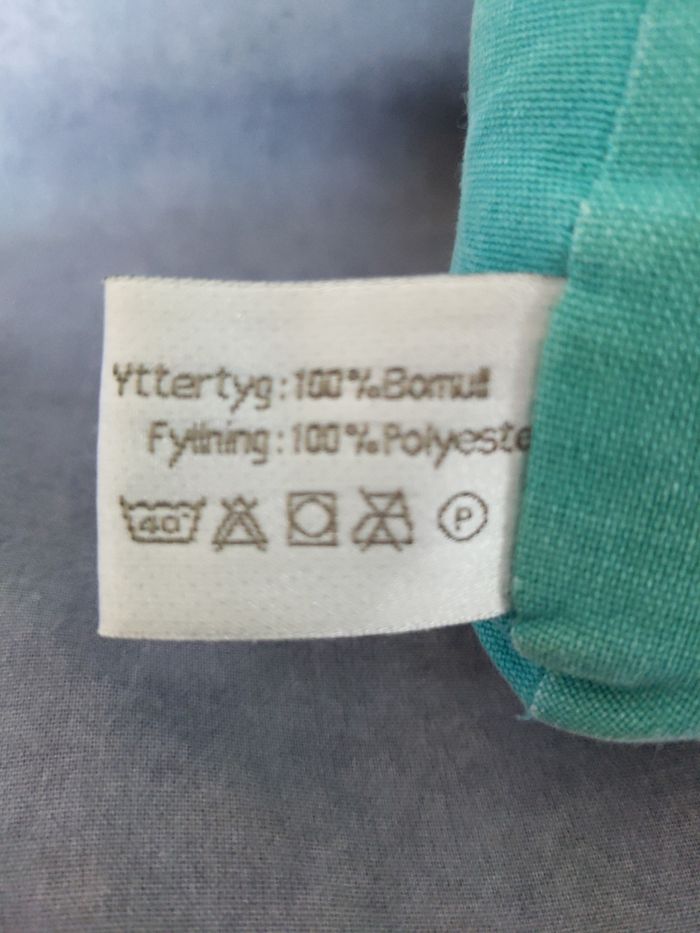 Yttertyg:100%Bomull
Fyllning:100%Polyeste
40° P